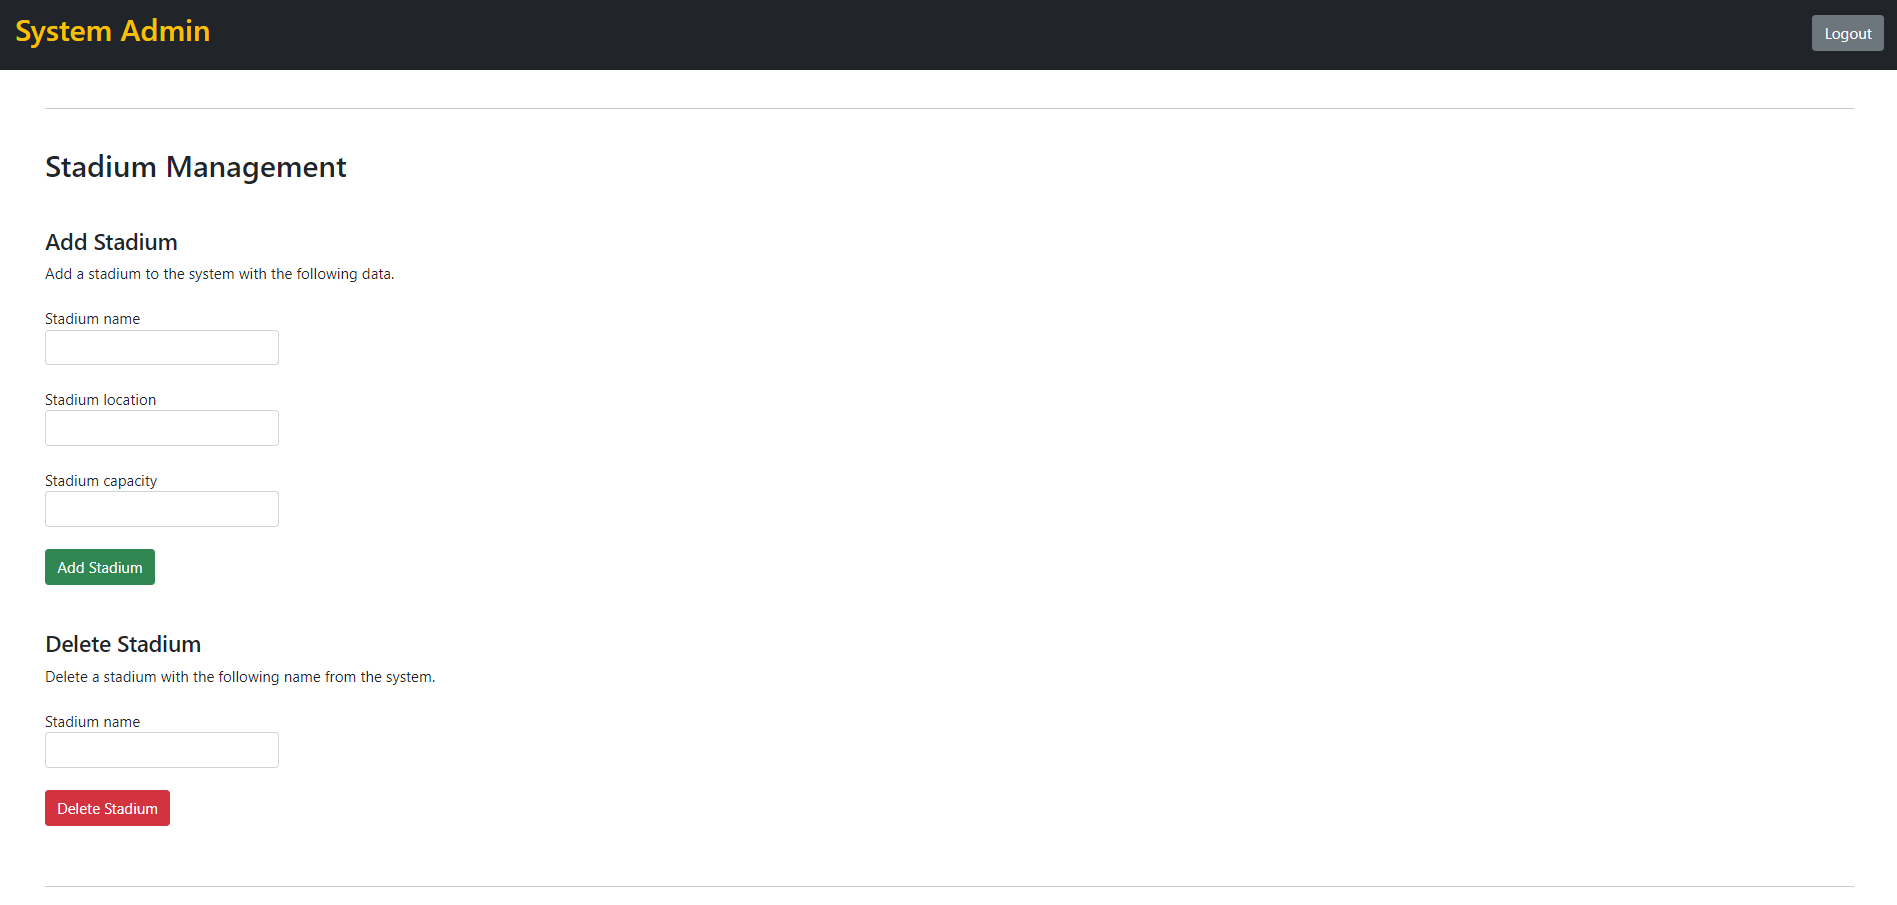 System Admin
Logout
Stadium Management
Add Stadium
Add a stadium to the system with the following data.
Stadium name
Stadium location
Stadium capacity
Add Stadium
Delete Stadium
Delete a stadium with the following name from the system.
Stadium name
Delete Stadium